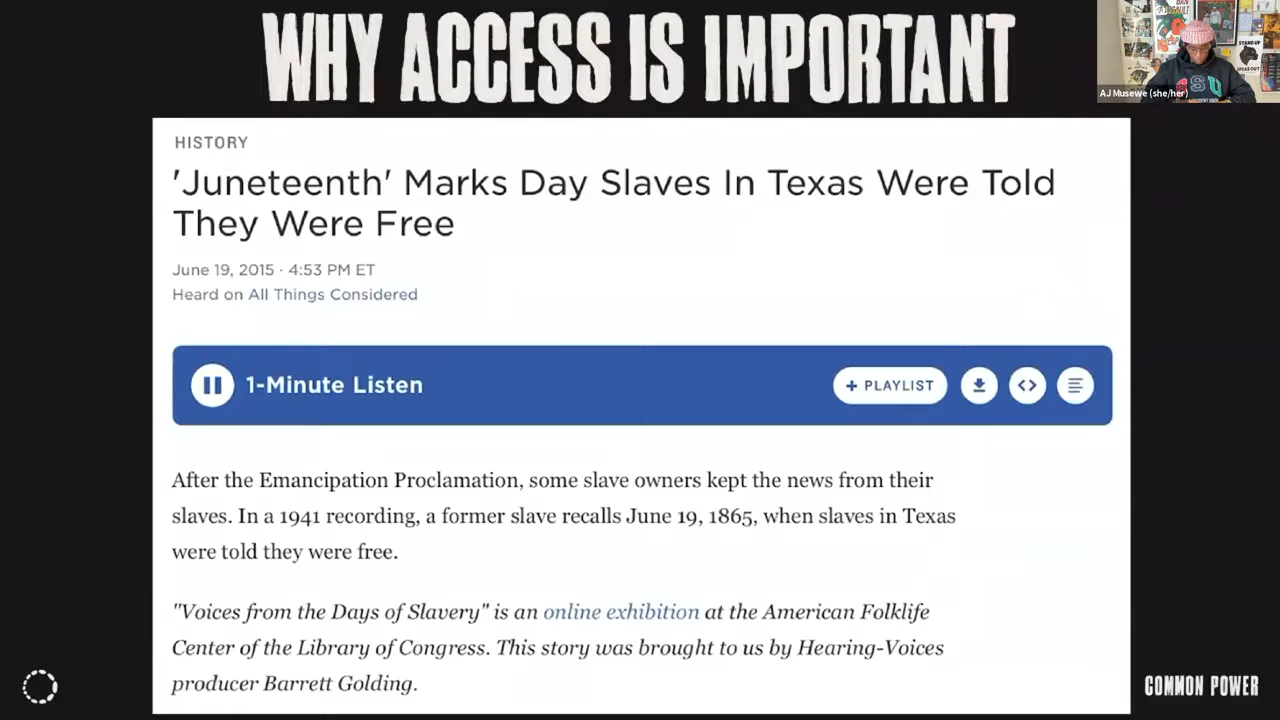 WHY ACCESS IS IMPORTANT
STAND UP
AJ Musewe (she/her)
HISTORY
'Juneteenth' Marks Day Slaves In Texas Were Told
They Were Free
June 19, 2015 · 4:53 PM ET
Heard on All Things Considered
1-Minute Listen
+ PLAYLIST
After the Emancipation Proclamation, some slave owners kept the news from their
slaves. In a 1941 recording, a former slave recalls June 19, 1865, when slaves in Texas
were told they were free.
"Voices from the Days of Slavery" is an online exhibition at the American Folklife
Center of the Library of Congress. This story was brought to us by Hearing-Voices
producer Barrett Golding.
COMMON POWER